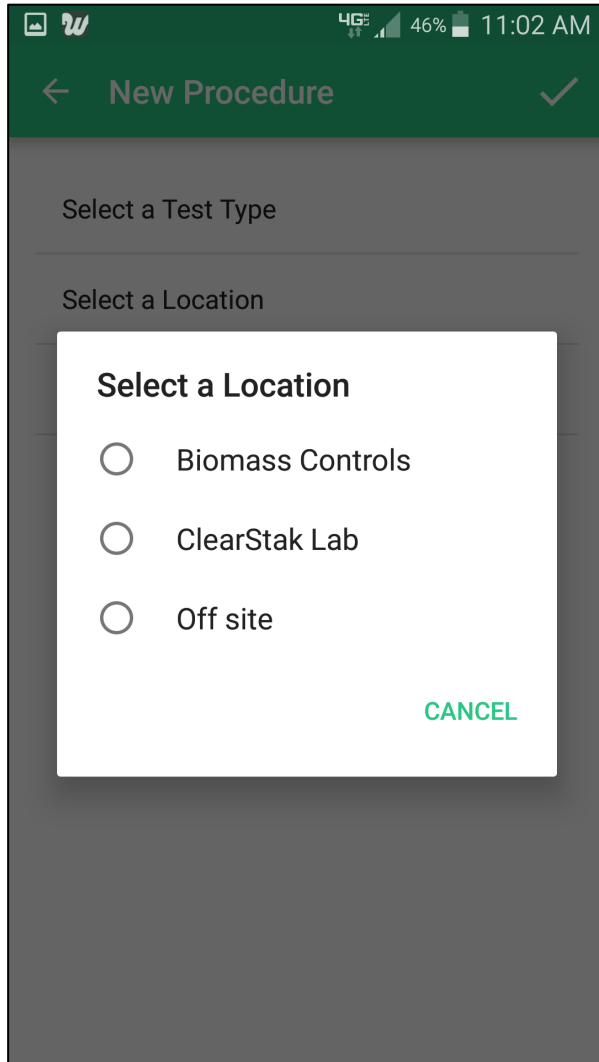 4G LTE 46% 11:02 AM
New Procedure
Select a Test Type
Select a Location
Select a Location
Biomass Controls
ClearStak Lab
Off site
CANCEL